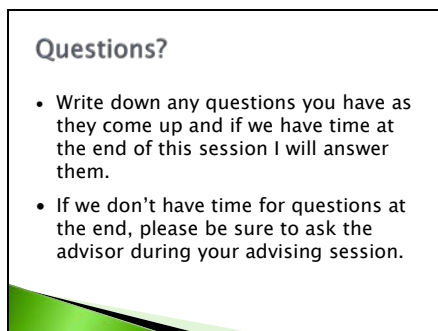 Questions?
• Write down any questions you have as
they come up and if we have time at
the end of this session I will answer
them.
• If we don’t have time for questions at
the end, please be sure to ask the
advisor during your advising session.